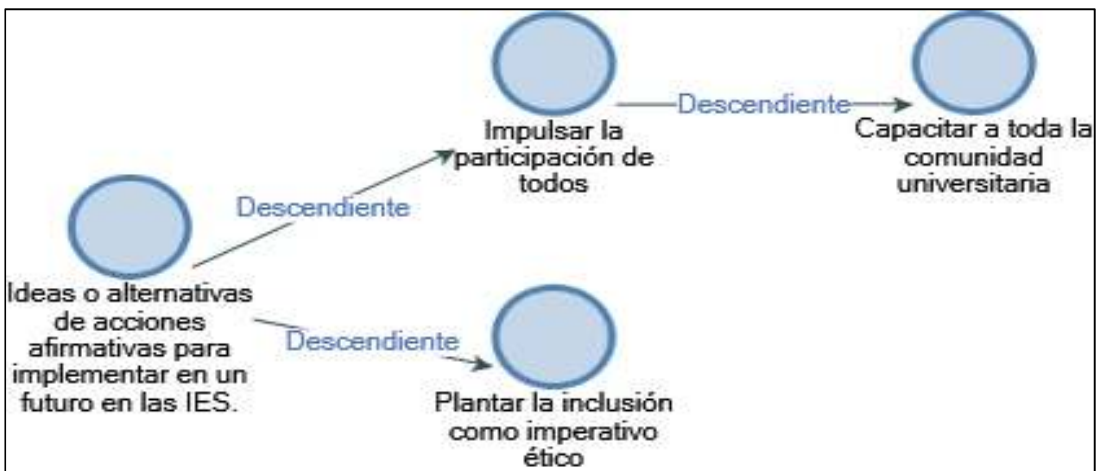 Impulsar la
participación de
todos
Descendiente
Capacitar a toda la
comunidad
universitaria
Descendiente
Ideas o alternativas
de acciones
afirmativas para
implementar en un
futuro en las IES.
Descendiente
Plantar la inclusión
como imperativo
ético